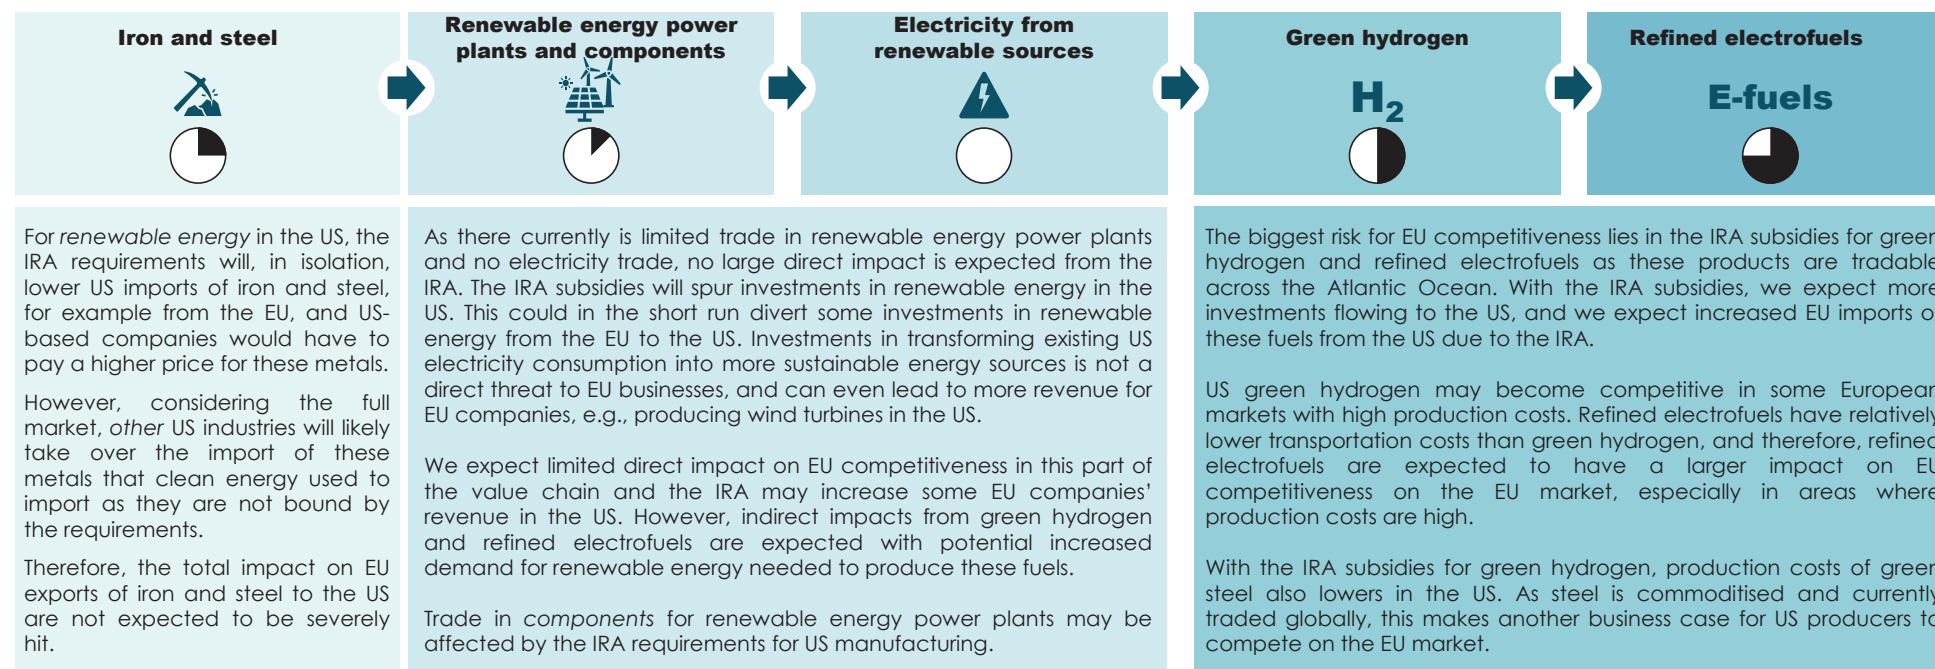 Iron and steel
Renewable energy power
plants and components
Electricity from
renewable sources
Green hydrogen
H2
Refined electrofuels
E-fuels
For renewable energy in the US, the
IRA requirements will, in isolation,
lower US imports of iron and steel,
for example from the EU, and US-
based companies would have to
pay a higher price for these metals.
However, considering the full
market, other US industries will likely
take over the import of these
metals that clean energy used to
import as they are not bound by
the requirements.
Therefore, the total impact on EU
exports of iron and steel to the US
are not expected to be severely
hit.
As there currently is limited trade in renewable energy power plants
and no electricity trade, no large direct impact is expected from the
IRA. The IRA subsidies will spur investments in renewable energy in the
US. This could in the short run divert some investments in renewable
energy from the EU to the US. Investments in transforming existing US
electricity consumption into more sustainable energy sources is not a
direct threat to EU businesses, and can even lead to more revenue for
EU companies, e.g., producing wind turbines in the US.
We expect limited direct impact on EU competitiveness in this part of
the value chain and the IRA may increase some EU companies’
revenue in the US. However, indirect impacts from green hydrogen
and refined electrofuels are expected with potential increased
demand for renewable energy needed to produce these fuels.
Trade in components for renewable energy power plants may be
affected by the IRA requirements for US manufacturing.
The biggest risk for EU competitiveness lies in the IRA subsidies for green
hydrogen and refined electrofuels as these products are tradable
across the Atlantic Ocean. With the IRA subsidies, we expect more
investments flowing to the US, and we expect increased EU imports of
these fuels from the US due to the IRA.
US green hydrogen may become competitive in some European
markets with high production costs. Refined electrofuels have relatively
lower transportation costs than green hydrogen, and therefore, refined
electrofuels are expected to have a larger impact on EU
competitiveness on the EU market, especially in areas where
production costs are high.
With the IRA subsidies for green hydrogen, production costs of green
steel also lowers in the US. As steel is commoditised and currently
traded globally, this makes another business case for US producers to
compete on the EU market.